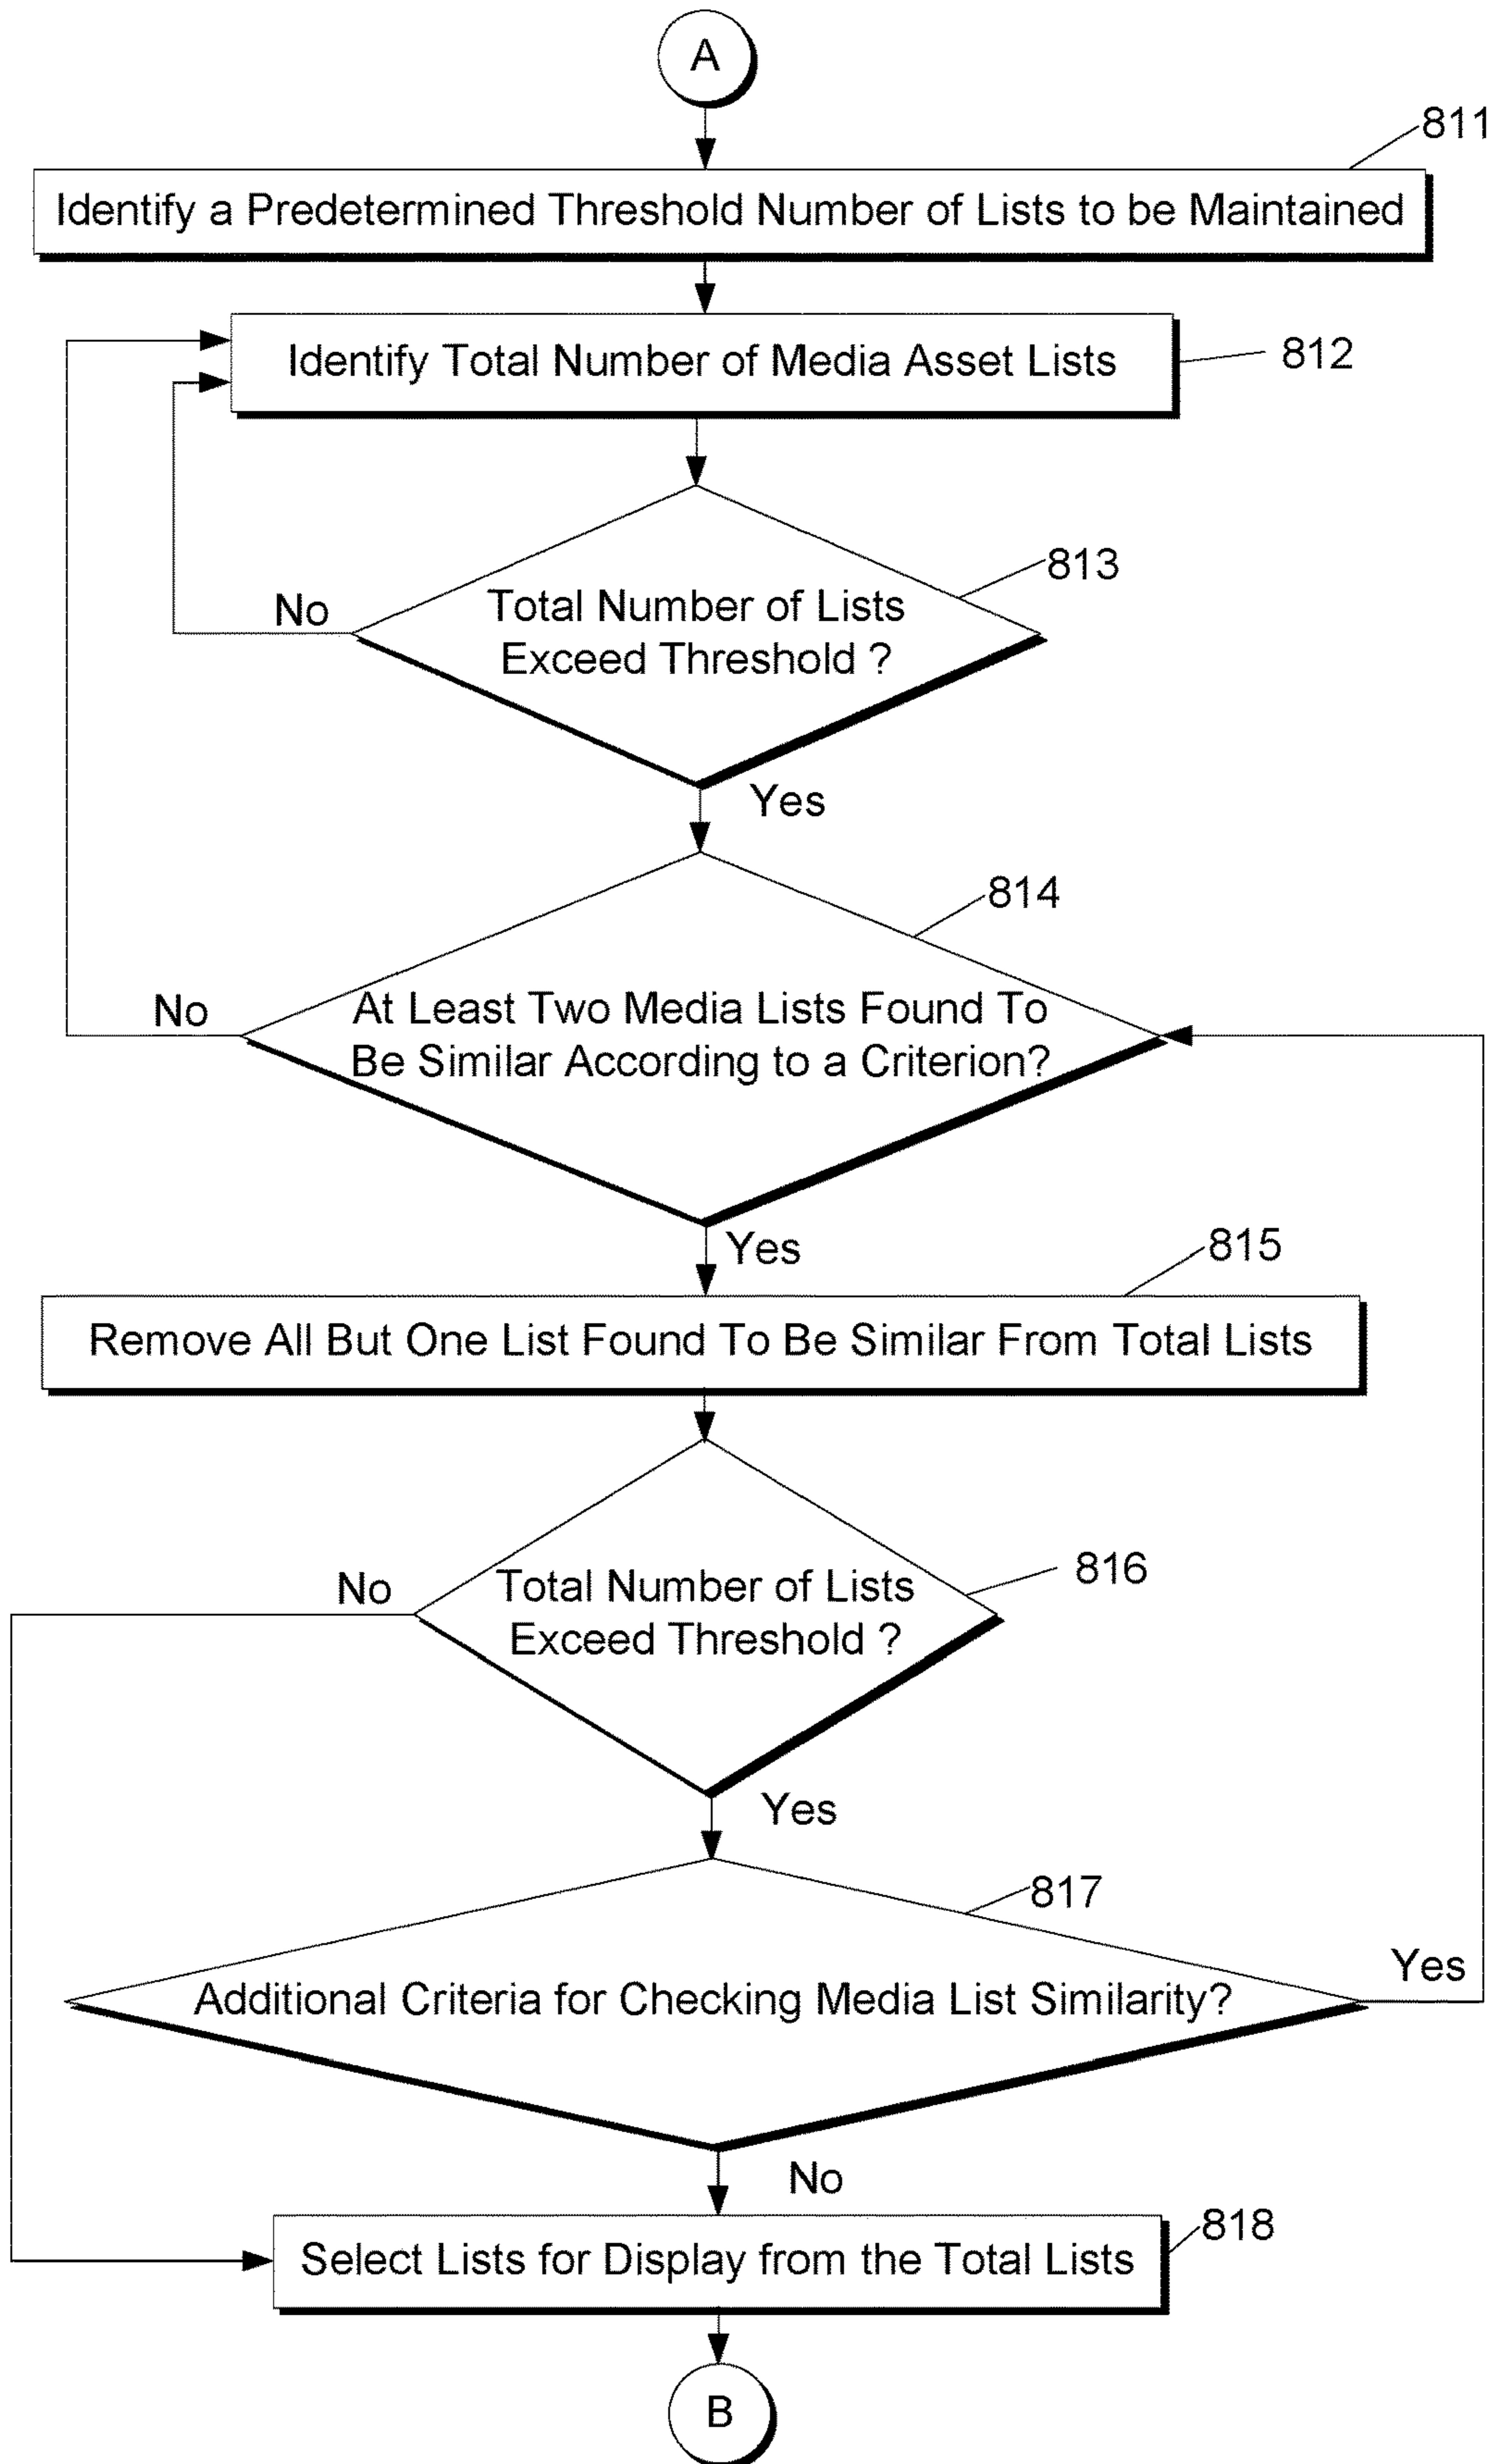 A
811
Identify a Predetermined Threshold Number of Lists to be Maintained
Identify Total Number of Media Asset Lists
812
813
No
Total Number of Lists
Exceed Threshold ?
Yes
814
No
At Least Two Media Lists Found To
Be Similar According to a Criterion?
Yes
815
Remove All But One List Found To Be Similar From Total Lists
816
No
Total Number of Lists
Exceed Threshold ?
Yes
817
Yes
Additional Criteria for Checking Media List Similarity?
No
818
Select Lists for Display from the Total Lists
B